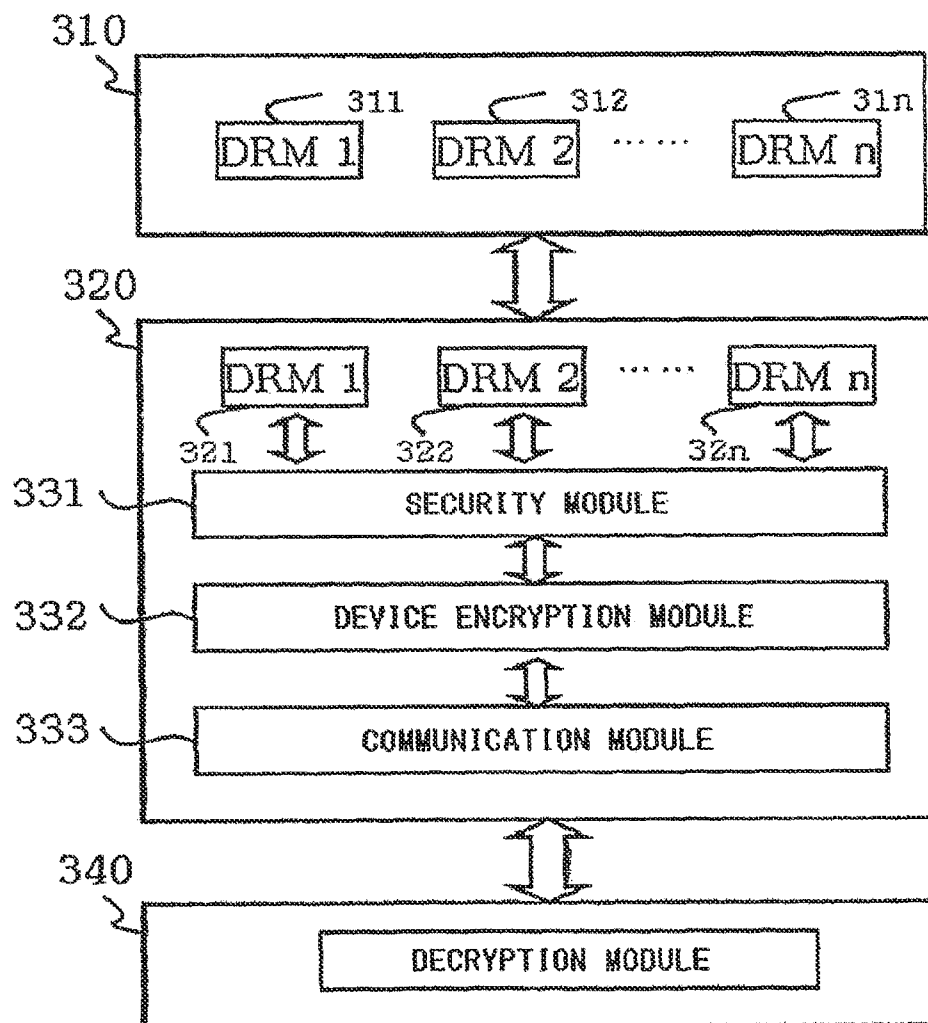 310
311 312 31n
DRM 1 DRM 2 ...... DRM n
320
DRM 1 DRM 2 ...... DRM n
321 322 32n
331 SECURITY MODULE
332 DEVICE ENCRYPTION MODULE
333 COMMUNICATION MODULE
340
DECRYPTION MODULE